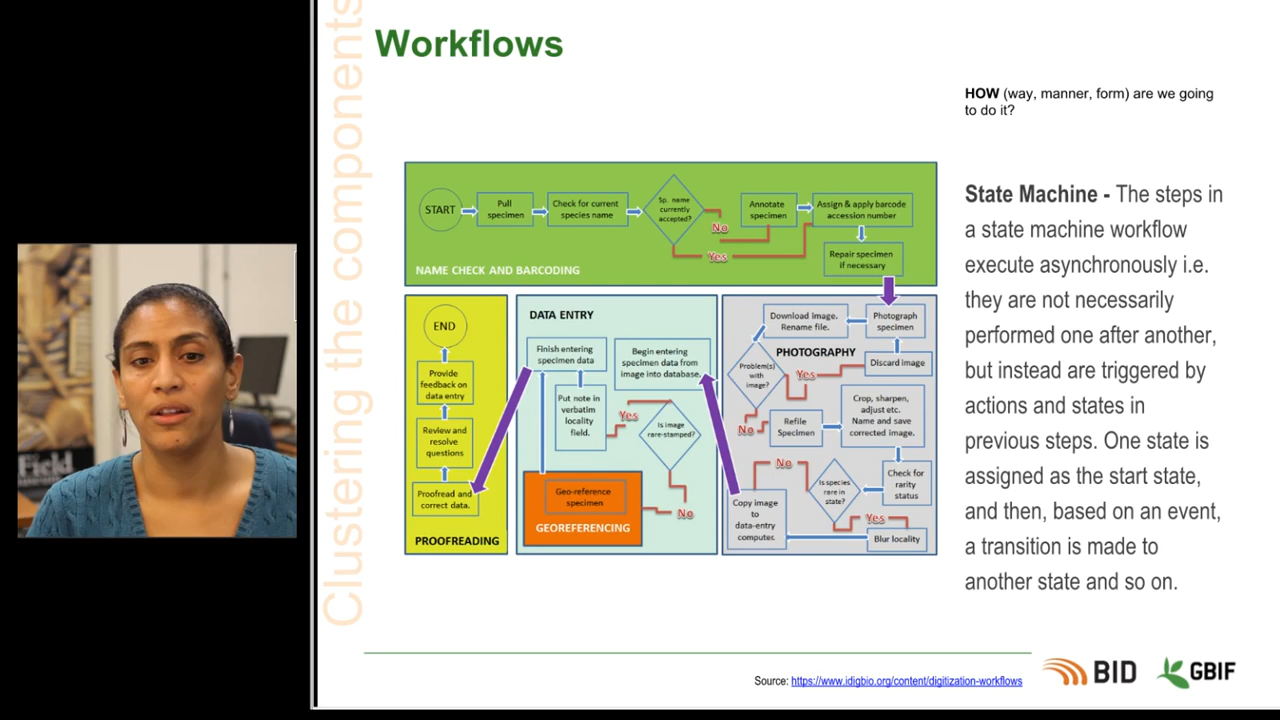 Clustering the components
Workflows
HOW (way, manner, form) are we going
to do it?
START
Pull
specimen
Check for current
species name
Sp. name
currently
accepted?
No
Yes
Annotate
specimen
Assign & apply barcode
accession number
Repair specimen
if necessary
NAME CHECK AND BARCODING
END
Provide
feedback on
data entry
Review and
resolve
questions
Proofread and
correct data.
PROOFREADING
DATA ENTRY
Finish entering
specimen data
Begin entering
specimen data from
image into database.
Put note in
verbatim
locality
field.
Yes
Is image
rare-stamped?
No
Geo-reference
specimen
GEOREFERENCING
Download image.
Rename file.
Photograph
specimen
PHOTOGRAPHY
Discard image
Problem(s)
with
image?
Yes
No
Refile
Specimen
Crop, sharpen,
adjust etc.
Name and save
corrected image.
No
Is species
rare in
state?
Check for
rarity
status
Yes
Copy image
to
data-entry
computer.
Blur locality
State Machine - The steps in
a state machine workflow
execute asynchronously i.e.
they are not necessarily
performed one after another,
but instead are triggered by
actions and states in
previous steps. One state is
assigned as the start state,
and then, based on an event,
a transition is made to
another state and so on.
Source: https://www.idigbio.org/content/digitization-workflows
BID
GBIF
Field